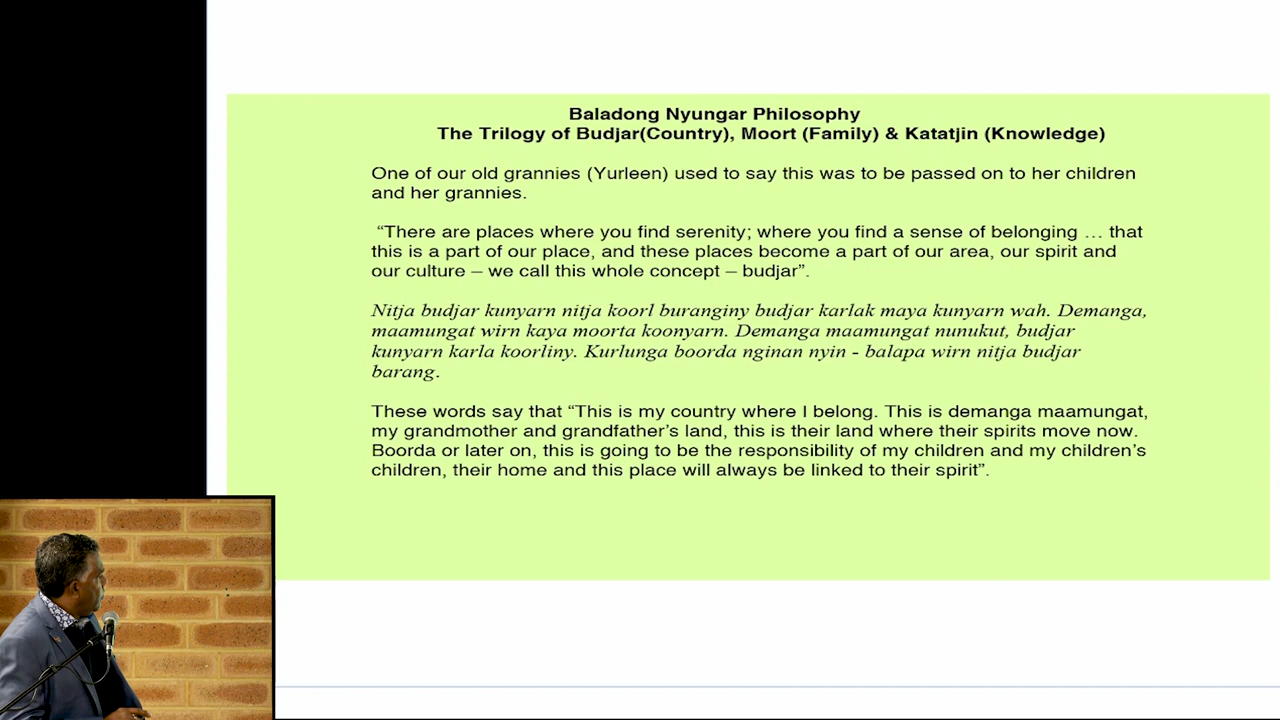 Baladong Nyungar Philosophy
The Trilogy of Budjar(Country), Moort (Family) & Katatjin (Knowledge)
One of our old grannies (Yurleen) used to say this was to be passed on to her children
and her grannies.
“There are places where you find serenity; where you find a sense of belonging … that
this is a part of our place, and these places become a part of our area, our spirit and
our culture – we call this whole concept – budjar”.
Nitja budjar kunyarn nitja koorl buranginy budjar karlak maya kunyarn wah. Demanga,
maamungat wirn kaya moorta koonyarn. Demanga maamungat nunukut, budjar
kunyarn karla koorliny. Kurlunga boorda nginan nyin - balapa wirn nitja budjar
barang.
These words say that “This is my country where I belong. This is demanga maamungat,
my grandmother and grandfather’s land, this is their land where their spirits move now.
Boorda or later on, this is going to be the responsibility of my children and my children’s
children, their home and this place will always be linked to their spirit”.